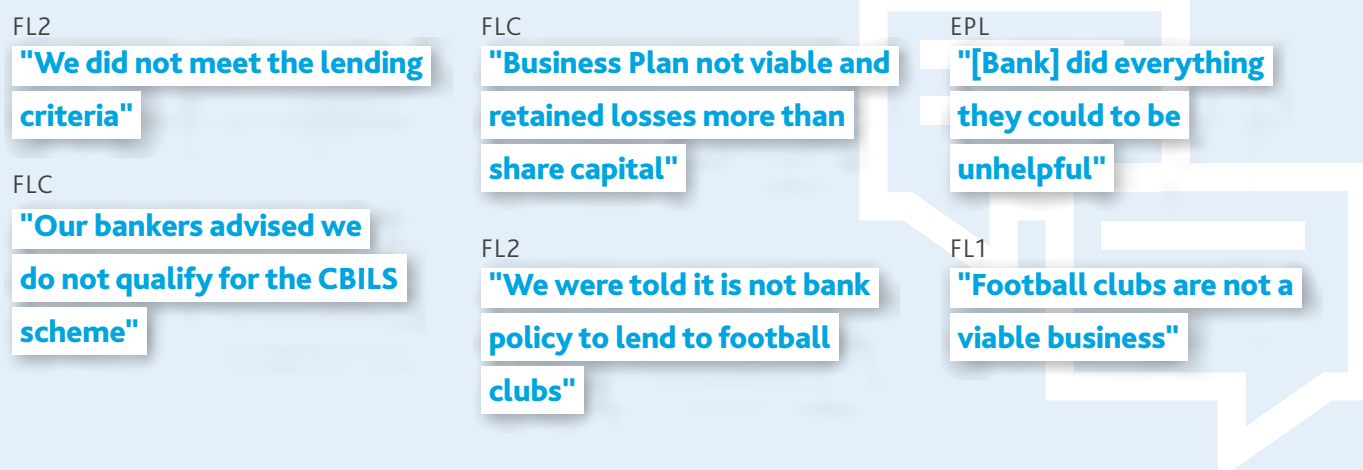 FL2
"We did not meet the lending
criteria"
FLC
"Our bankers advised we
do not qualify for the CBILS
scheme"
FLC
"Business Plan not viable and
retained losses more than
share capital"
FL2
"We were told it is not bank
policy to lend to football
clubs"
EPL
"[Bank] did everything
they could to be
unhelpful"
FL1
"Football clubs are not a
viable business"